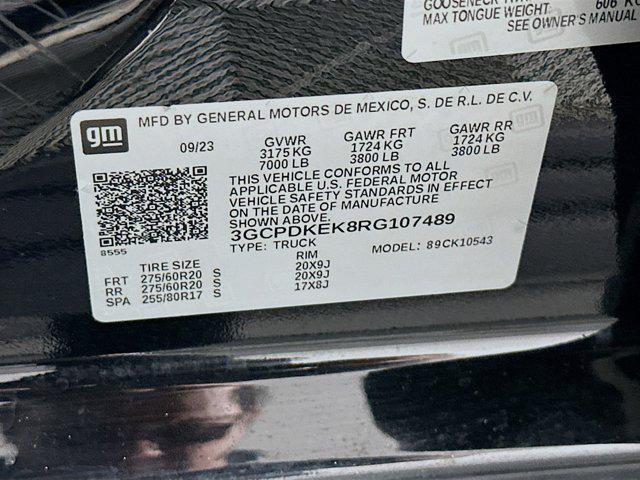 GOOSENECK
MAX TONGUE WEIGHT. 606 K
SEE OWNER'S MANUAL
gm
MFD BY GENERAL MOTORS DE MEXICO, S. DE R.L. DE C.V.
09/23
GVWR GAWR FRT GAWR RR
3175 KG 1724 KG 1724 KG
7000 LB 3800 LB 3800 LB
THIS VEHICLE CONFORMS TO ALL
APPLICABLE U.S. FEDERAL MOTOR
VEHICLE SAFETY STANDARDS IN EFFECT
ON THE DATE OF MANUFACTURE
SHOWN ABOVE.
3GCPDKEK8RG107489
8555
TYPE: TRUCK MODEL: 89CK10543
TIRE SIZE RIM
FRT 275/60R20 S 20X9J
RR 275/60R20 S 20X9J
SPA 255/80R17 S 17X8J